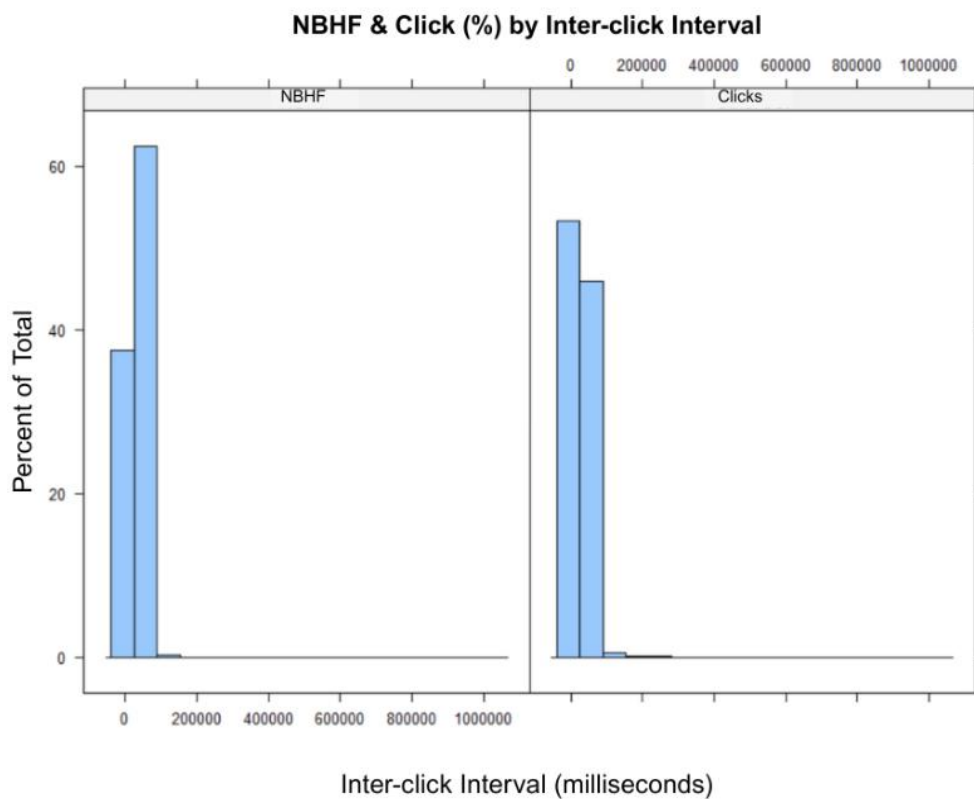 NBHF & Click (%) by Inter-click Interval
0 200000 400000 600000 800000 1000000
NBHF Clicks
60
40
20
0
Percent of Total
0 200000 400000 600000 800000 1000000
Inter-click Interval (milliseconds)